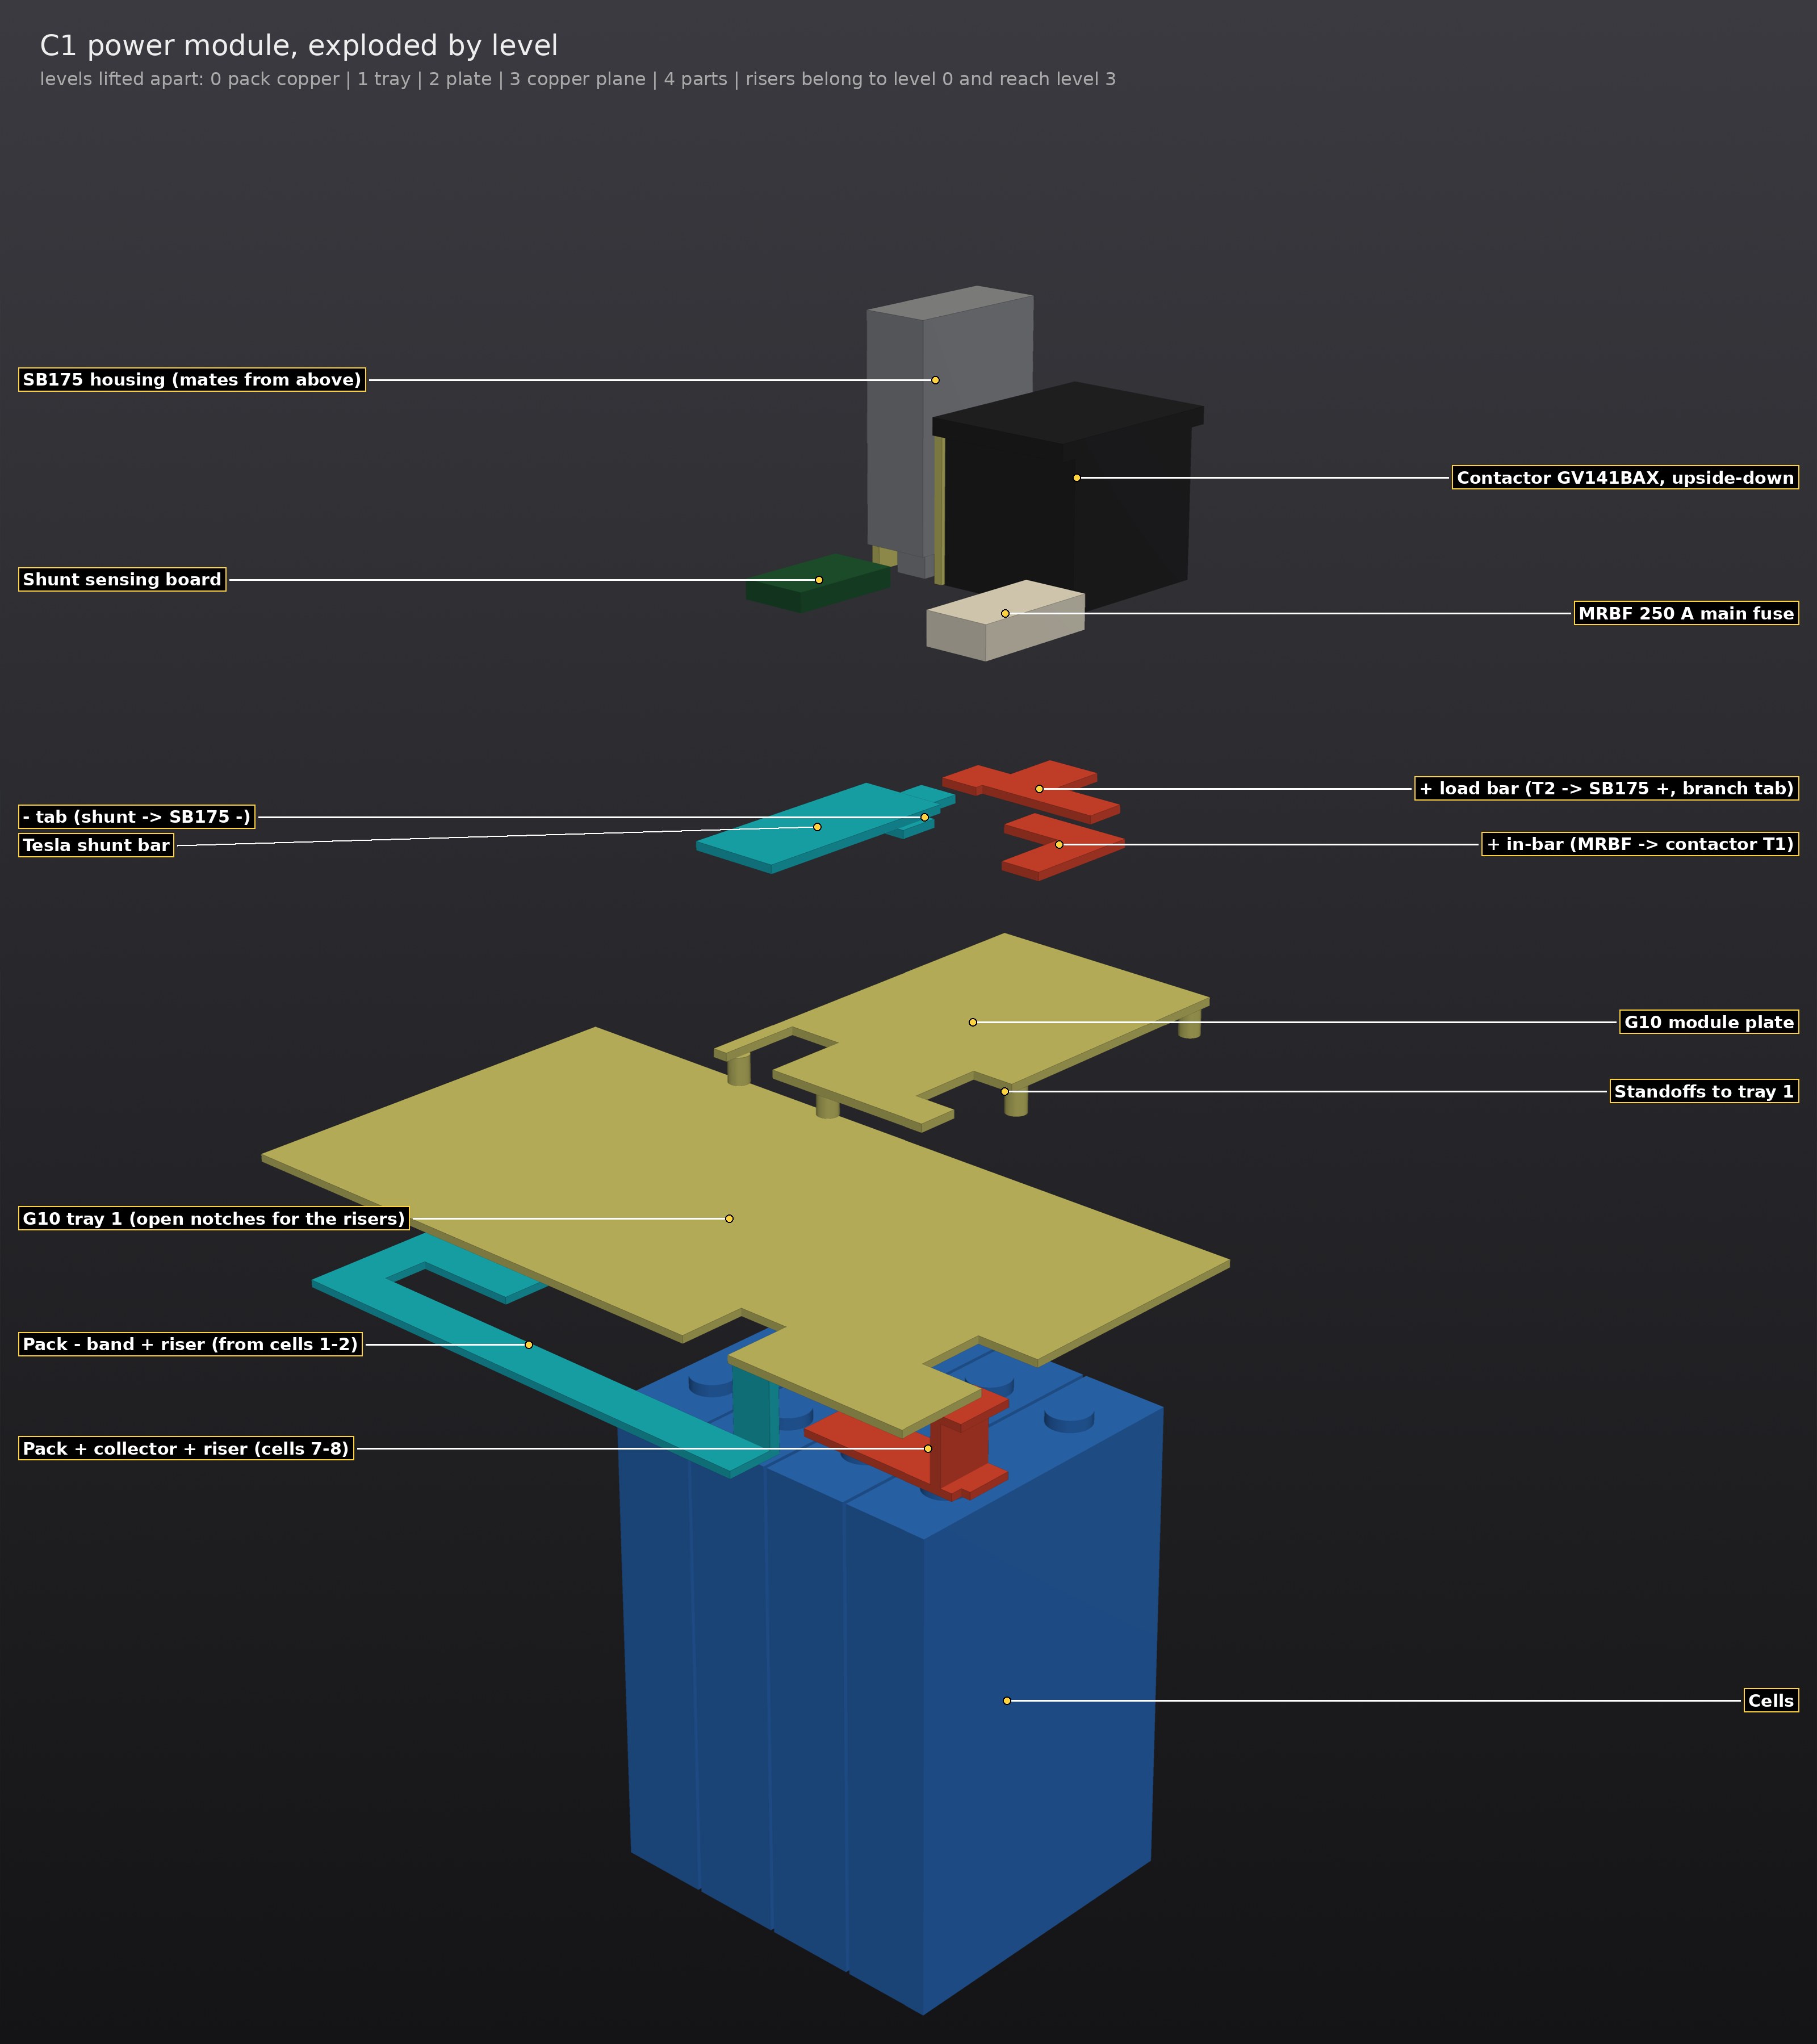 C1 power module, exploded by level
levels lifted apart: 0 pack copper | 1 tray | 2 plate | 3 copper plane | 4 parts | risers belong to level 0 and reach level 3
SB175 housing (mates from above)
Contactor GV141BAX, upside-down
Shunt sensing board
MRBF 250 A main fuse
+ load bar (T2 -> SB175 +, branch tab)
- tab (shunt -> SB175 -)
Tesla shunt bar
+ in-bar (MRBF -> contactor T1)
G10 module plate
Standoffs to tray 1
G10 tray 1 (open notches for the risers)
Pack - band + riser (from cells 1-2)
Pack + collector + riser (cells 7-8)
Cells